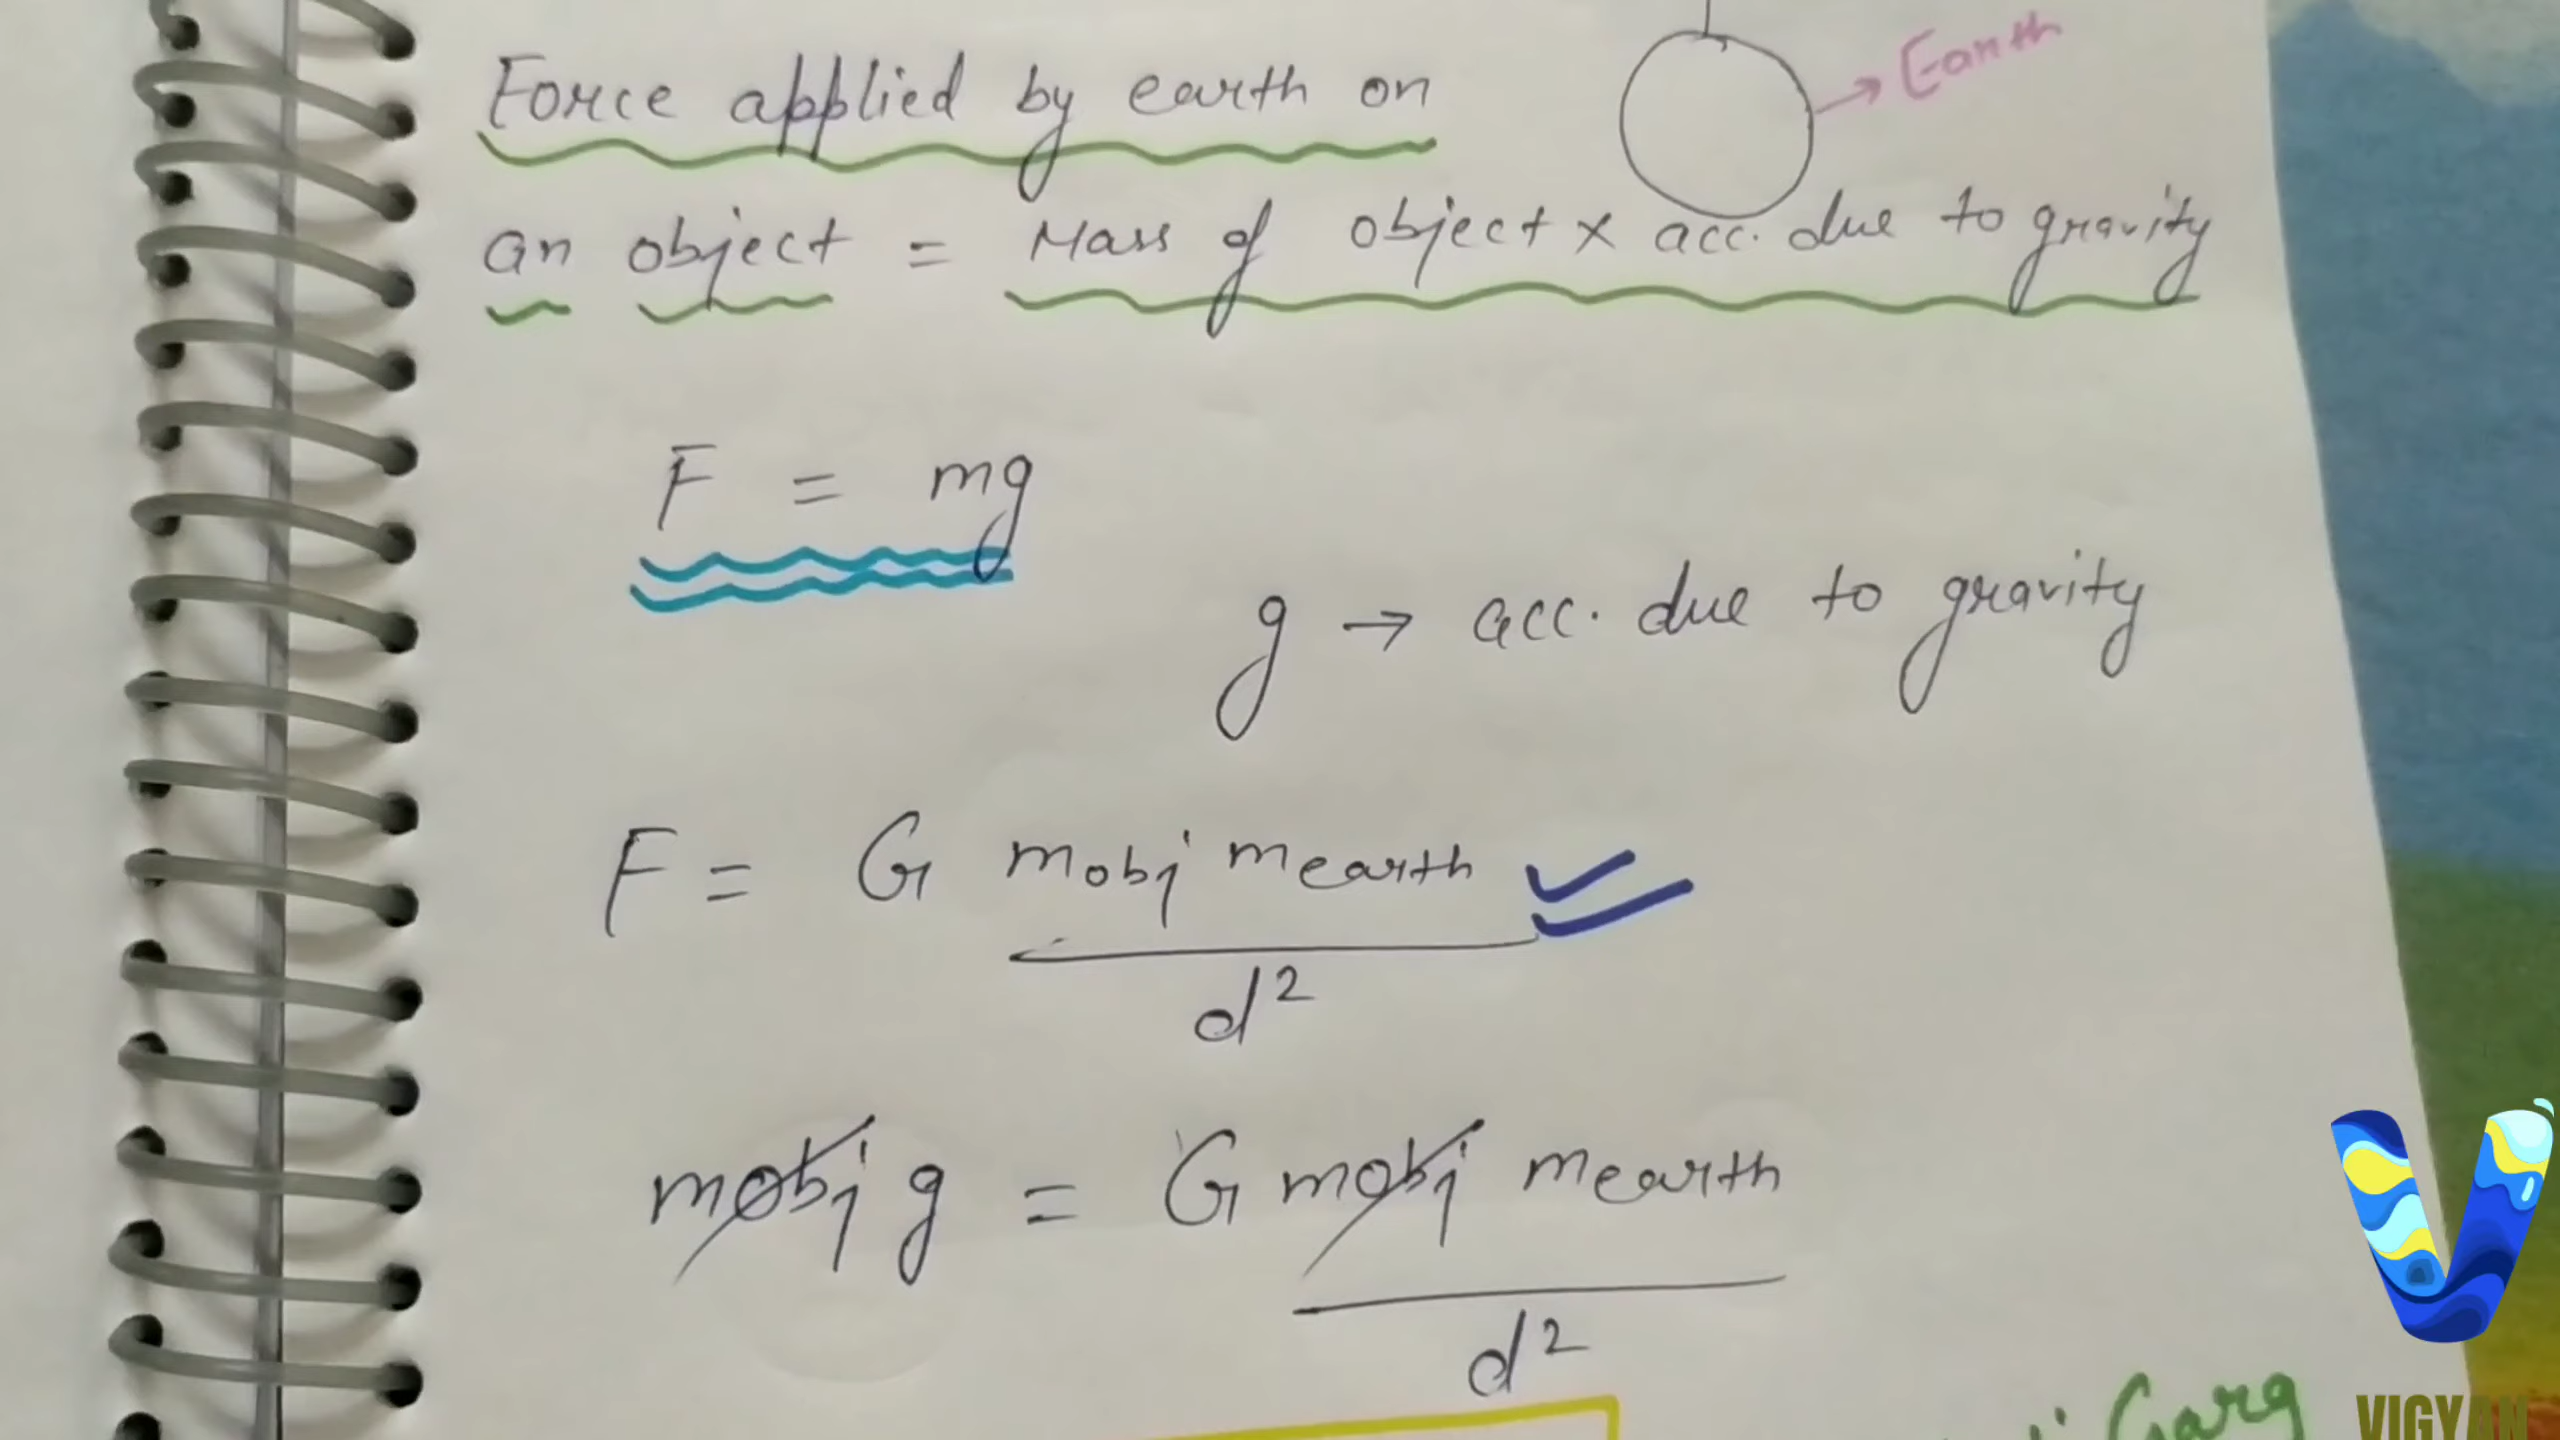 Force applied by earth on
→ Earth
an object = Mass of object × acc. due to gravity
F = mg
g → acc. due to gravity
F = G mobj mearth
d²
mobj g = G mobj mearth
d²
Garg
VIGYAN